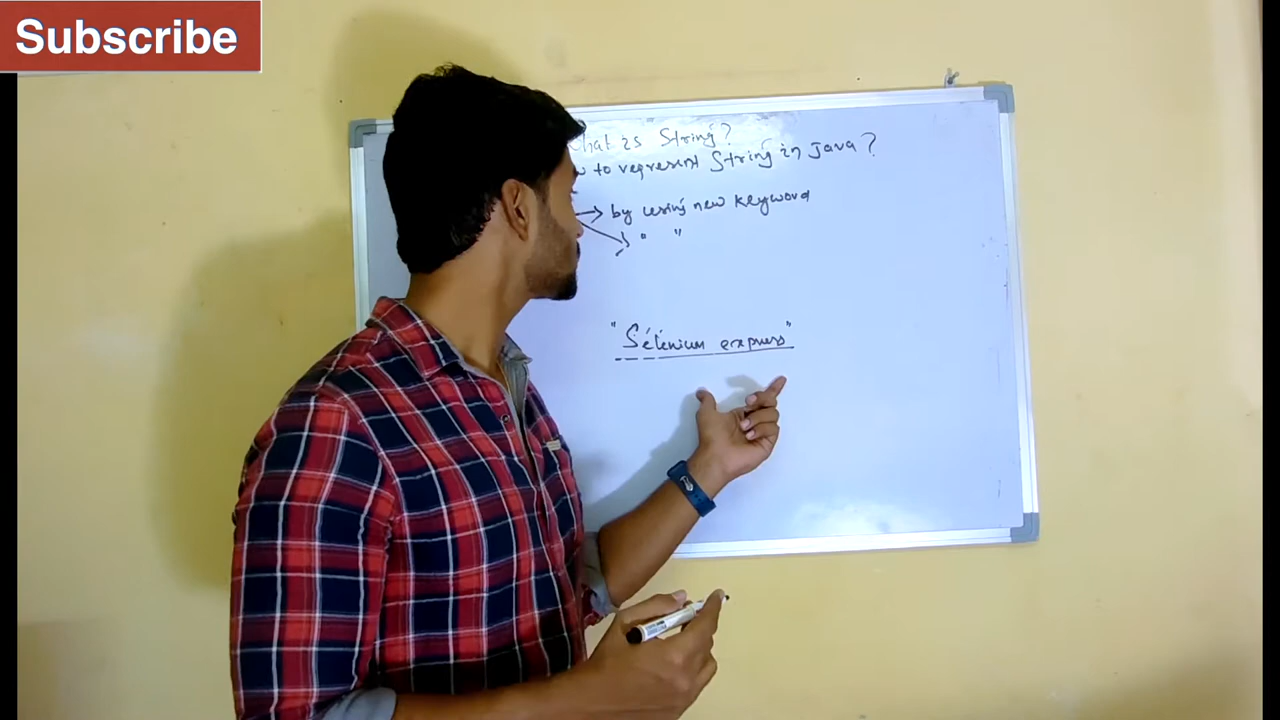 Subscribe
hat is String?
w to represent String in Java?
by using new keyword
" "
"Selenium express"